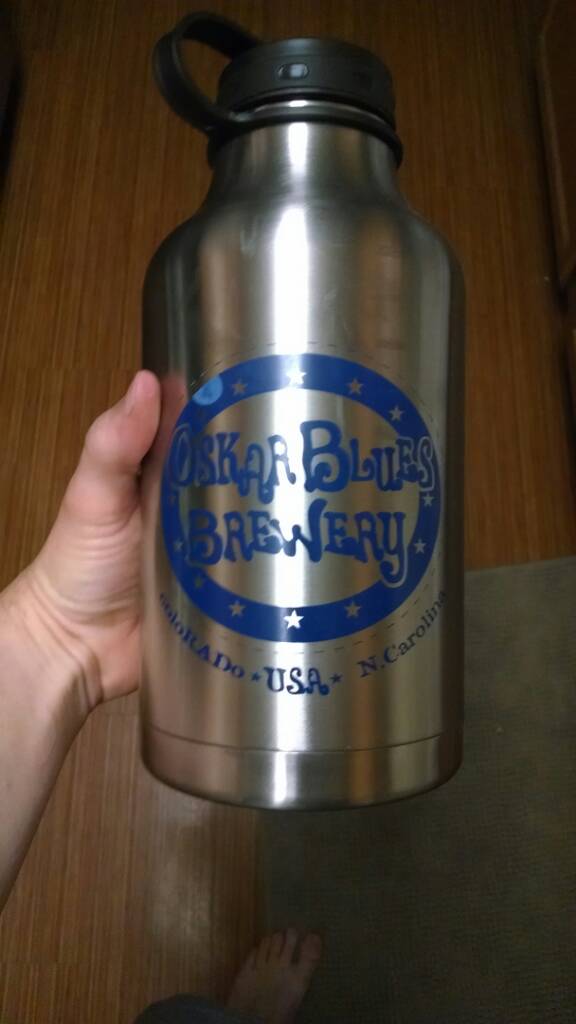 OSKAR BLUES
BREWERY
ColoRADo ★ USA ★ N.Carolina